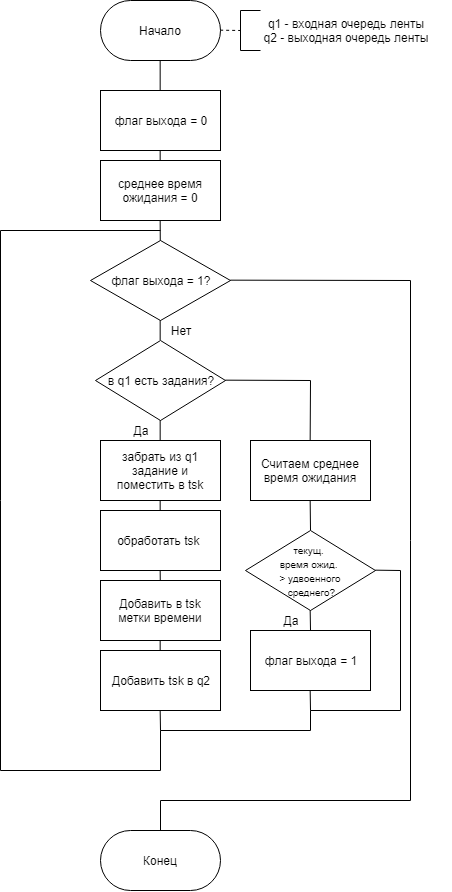 Начало
q1 - входная очередь ленты
q2 - выходная очередь ленты
флаг выхода = 0
среднее время
ожидания = 0
флаг выхода = 1?
Нет
в q1 есть задания?
Да
забрать из q1
задание и
поместить в tsk
Считаем среднее
время ожидания
обработать tsk
текущ.
время ожид.
> удвоенного
среднего?
Добавить в tsk
метки времени
Да
флаг выхода = 1
Добавить tsk в q2
Конец